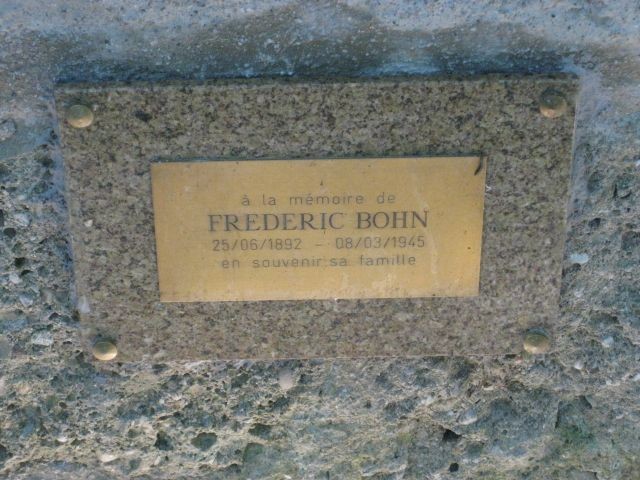 à la mémoire de
FREDERIC BOHN
25/06/1892 – 08/03/1945
en souvenir sa famille